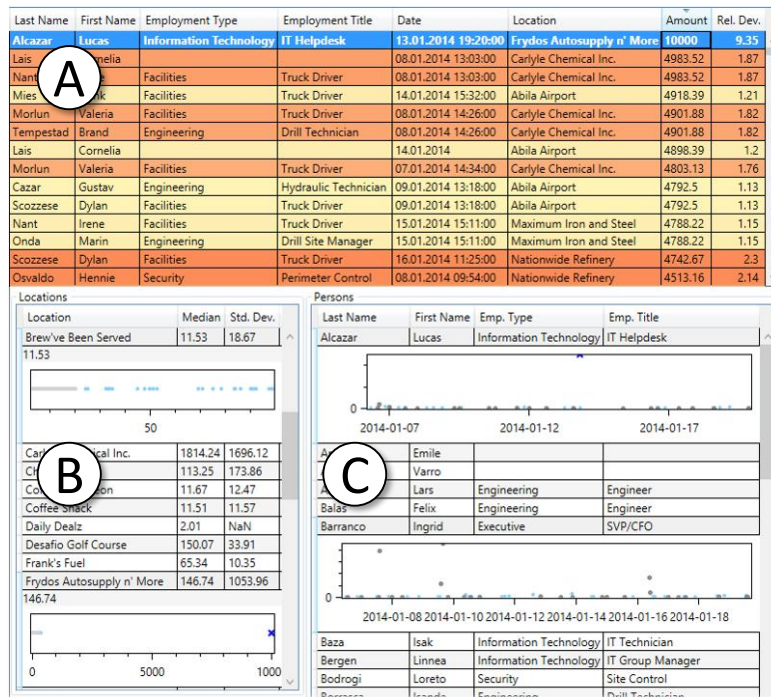 Last Name First Name Employment Type Employment Title Date Location Amount Rel. Dev.
Alcazar Lucas Information Technology IT Helpdesk 13.01.2014 19:20:00 Frydos Autosupply n' More 10000 9.35
Lais 08.01.2014 13:03:00 Carlyle Chemical Inc. 4983.52 1.87
Nant Facilities Truck Driver 08.01.2014 13:03:00 Carlyle Chemical Inc. 4983.52 1.87
A
Mies Facilities Truck Driver 14.01.2014 15:32:00 Abila Airport 4918.39 1.21
Morlun Valeria Facilities Truck Driver 08.01.2014 14:26:00 Carlyle Chemical Inc. 4901.88 1.82
Tempestad Brand Engineering Drill Technician 08.01.2014 14:26:00 Carlyle Chemical Inc. 4901.88 1.82
Lais Cornelia 14.01.2014 Abila Airport 4898.39 1.2
Morlun Valeria Facilities Truck Driver 07.01.2014 14:34:00 Carlyle Chemical Inc. 4803.13 1.76
Cazar Gustav Engineering Hydraulic Technician 09.01.2014 13:18:00 Abila Airport 4792.5 1.13
Scozzese Dylan Facilities Truck Driver 09.01.2014 13:18:00 Abila Airport 4792.5 1.13
Nant Irene Facilities Truck Driver 15.01.2014 15:11:00 Maximum Iron and Steel 4788.22 1.15
Onda Marin Engineering Drill Site Manager 15.01.2014 15:11:00 Maximum Iron and Steel 4788.22 1.15
Scozzese Dylan Facilities Truck Driver 16.01.2014 11:25:00 Nationwide Refinery 4742.67 2.3
Osvaldo Hennie Security Perimeter Control 08.01.2014 09:54:00 Nationwide Refinery 4513.16 2.14
Locations
Location Median Std. Dev.
Brew've Been Served 11.53 18.67
11.53
50
1814.24 1696.12
113.25 173.86
B
11.67 12.47
Coffee Shack 11.51 11.57
Daily Dealz 2.01 NaN
Desafio Golf Course 150.07 33.91
Frank's Fuel 65.34 10.35
Frydos Autosupply n' More 146.74 1053.96
146.74
0 5000 1000
Persons
Last Name First Name Emp. Type Emp. Title
Alcazar Lucas Information Technology IT Helpdesk
0
2014-01-07 2014-01-12 2014-01-17
Emile
Varro
C
Lars Engineering Engineer
Balas Felix Engineering Engineer
Barranco Ingrid Executive SVP/CFO
0
2014-01-08 2014-01-10 2014-01-12 2014-01-14 2014-01-16 2014-01-18
Baza Isak Information Technology IT Technician
Bergen Linnea Information Technology IT Group Manager
Bodrogi Loreto Security Site Control